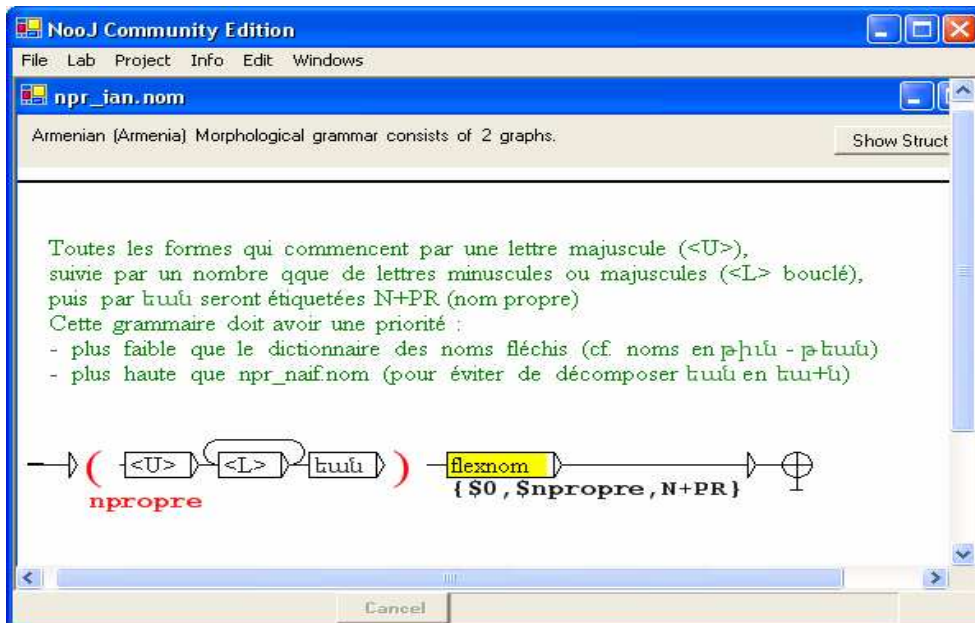 NooJ Community Edition
File Lab Project Info Edit Windows
npr_ian.nom
Armenian (Armenia) Morphological grammar consists of 2 graphs.
Show Struct
Toutes les formes qui commencent par une lettre majuscule (<U>),
suivie par un nombre qque de lettres minuscules ou majuscules (<L> bouclé),
puis par եան seront étiquetées N+PR (nom propre)
Cette grammaire doit avoir une priorité :
- plus faible que le dictionnaire des noms fléchis (cf. noms en թիւն - թեան)
- plus haute que npr_naif.nom (pour éviter de décomposer եան en եա+ն)
( <U> <L> եան ) flexnom
{$0,$npropre,N+PR}
npropre
Cancel